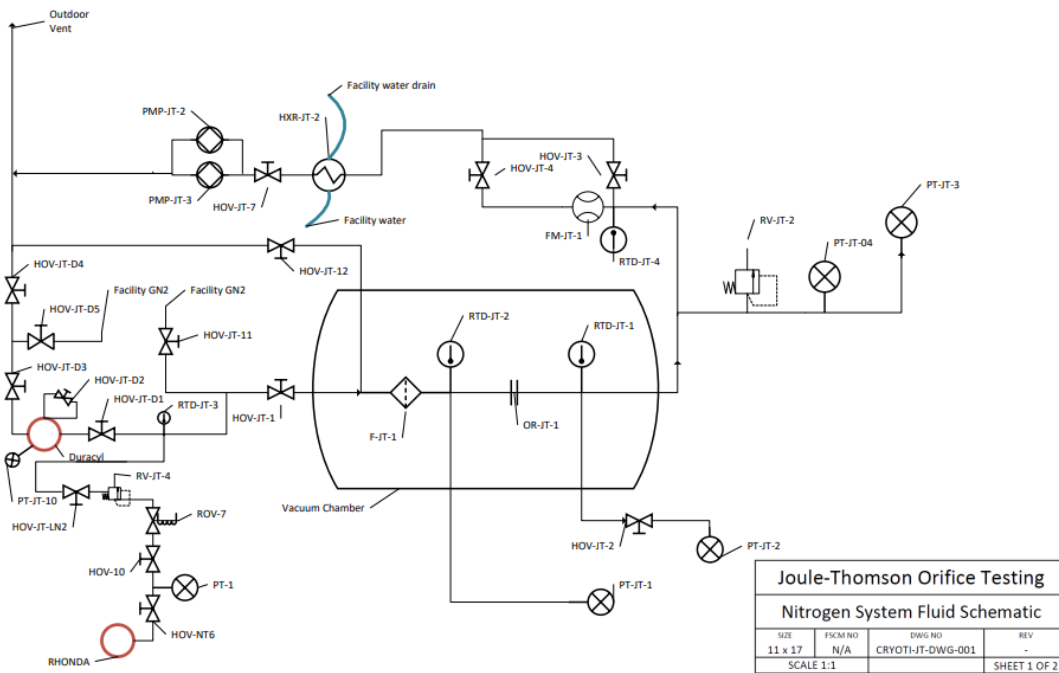 Outdoor
Vent
Facility water drain
PMP-JT-2
HXR-JT-2
PMP-JT-3
HOV-JT-7
Facility water
HOV-JT-3
HOV-JT-4
FM-JT-1
RTD-JT-4
RV-JT-2
PT-JT-3
PT-JT-04
HOV-JT-12
HOV-JT-D4
HOV-JT-D5
Facility GN2
Facility GN2
HOV-JT-11
HOV-JT-D3
HOV-JT-D2
HOV-JT-D1
RTD-JT-3
HOV-JT-1
RTD-JT-2
RTD-JT-1
F-JT-1
OR-JT-1
Duracyl
PT-JT-10
RV-JT-4
HOV-JT-LN2
ROV-7
Vacuum Chamber
HOV-10
PT-1
HOV-NT6
RHONDA
HOV-JT-2
PT-JT-2
PT-JT-1
Joule-Thomson Orifice Testing
Nitrogen System Fluid Schematic
SIZE FSCM NO DWG NO REV
11 x 17 N/A CRYOTI-JT-DWG-001 -
SCALE 1:1 SHEET 1 OF 2